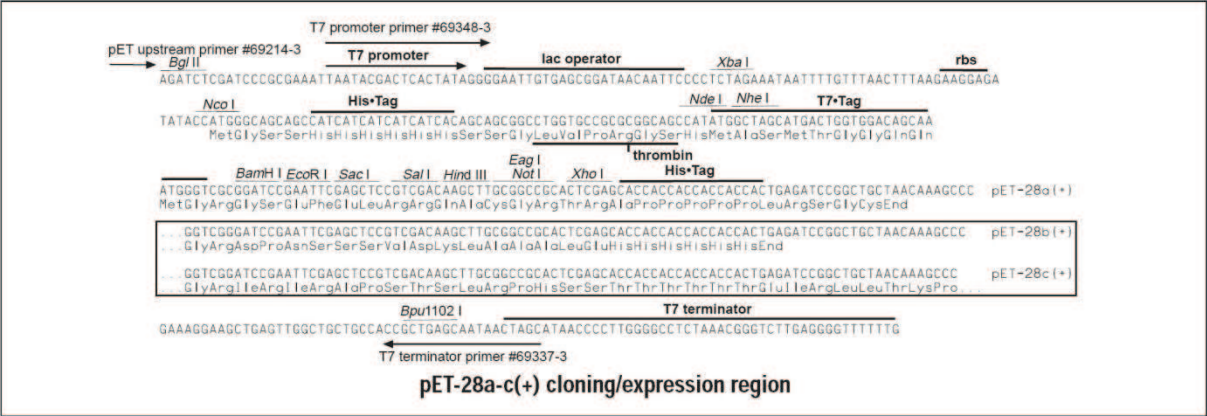 T7 promoter primer #69348-3
pET upstream primer #69214-3
Bgl II
T7 promoter
lac operator
Xba I
rbs
AGATCTCGATCCCGCGAAATTAATACGACTCACTATAGGGGAATTGTGAGCGGATAACAATTCCCCTCTAGAAATAATTTTGTTTAACTTTAAGAAGGAGA
Nco I
His•Tag
Nde I
Nhe I
T7•Tag
TATACCATGGGCAGCAGCCATCATCATCATCATCACAGCAGCGGCCTGGTGCCGCGCGGCAGCCATATGGCTAGCATGACTGGTGGACAGCAA
MetGlySerSerHisHisHisHisHisHisSerSerGlyLeuValProArgGlySerHisMetAlaSerMetThrGlyGlyGlnGln
thrombin
BamH I
EcoR I
Sac I
Sal I
Hind III
Eag I
Not I
Xho I
His•Tag
ATGGGTCGCGGATCCGAATTCGAGCTCCGTCGACAAGCTTGCGGCCGCACTCGAGCACCACCACCACCACCACTGAGATCCGGCTGCTAACAAAGCCC pET-28a(+)
MetGlyArgGlySerGluPheGluLeuArgArgGlnAlaCysGlyArgThrArgAlaProProProProProLeuArgSerGlyCysEnd
...GGTCGGGATCCGAATTCGAGCTCCGTCGACAAGCTTGCGGCCGCACTCGAGCACCACCACCACCACCACTGAGATCCGGCTGCTAACAAAGCCC pET-28b(+)
...GlyArgAspProAsnSerSerSerValAspLysLeuAlaAlaAlaLeuGluHisHisHisHisHisHisEnd
...GGTCGGATCCGAATTCGAGCTCCGTCGACAAGCTTGCGGCCGCACTCGAGCACCACCACCACCACCACTGAGATCCGGCTGCTAACAAAGCCC pET-28c(+)
...GlyArgIleArgIleArgAlaProSerThrSerLeuArgProHisSerSerThrThrThrThrThrThrGluIleArgLeuLeuThrLysPro...
Bpu1102 I
T7 terminator
GAAAGGAAGCTGAGTTGGCTGCTGCCACCGCTGAGCAATAACTAGCATAACCCCTTGGGGCCTCTAAACGGGTCTTGAGGGGTTTTTTG
T7 terminator primer #69337-3
pET-28a-c(+) cloning/expression region